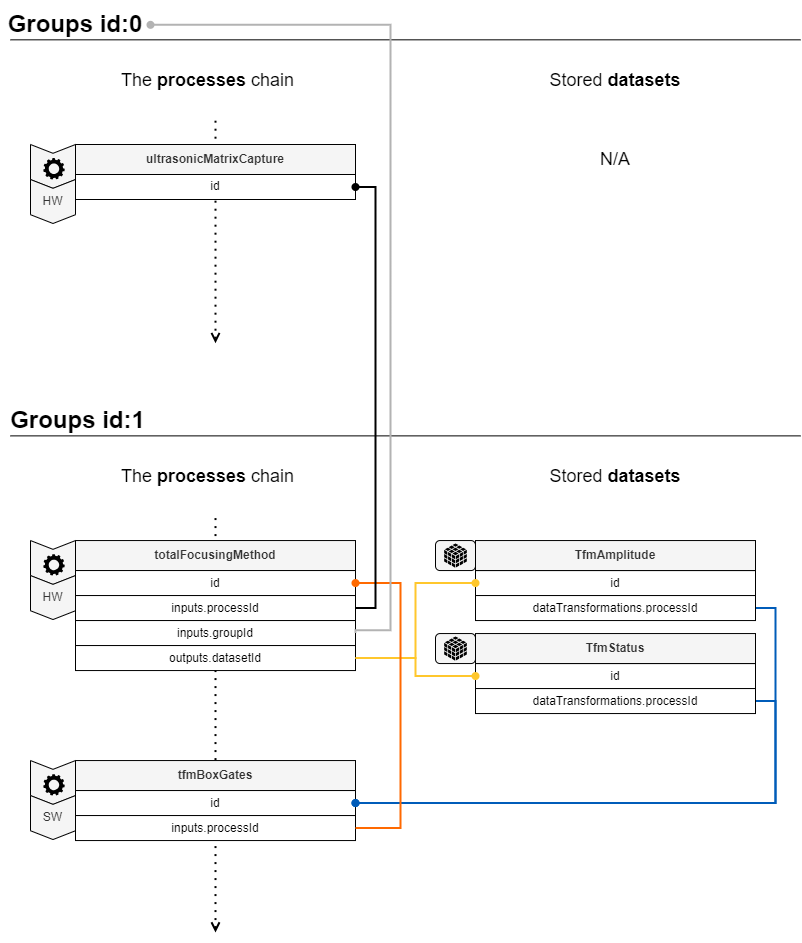 Groups id:0
The processes chain
Stored datasets
ultrasonicMatrixCapture
id
HW
N/A
Groups id:1
The processes chain
Stored datasets
totalFocusingMethod
id
inputs.processId
inputs.groupId
outputs.datasetId
HW
TfmAmplitude
id
dataTransformations.processId
TfmStatus
id
dataTransformations.processId
tfmBoxGates
id
inputs.processId
SW